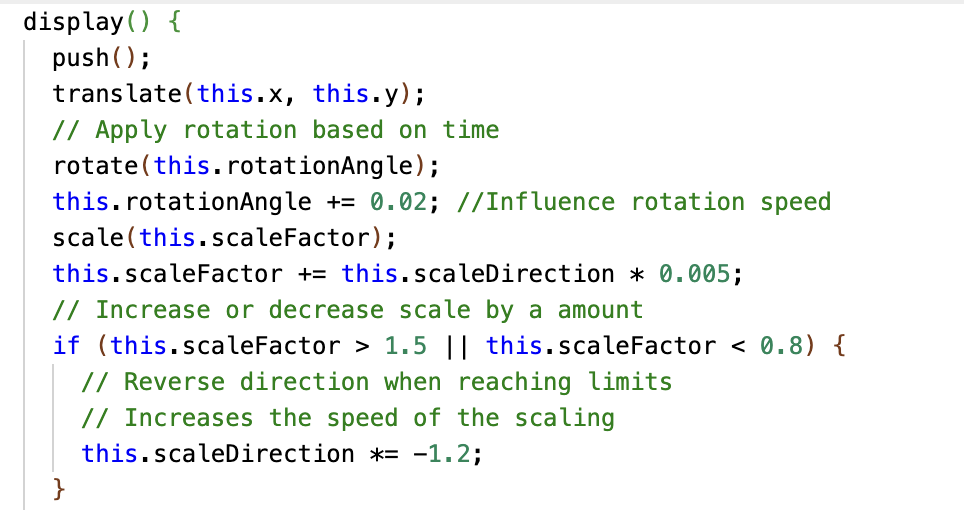 display() {
push();
translate(this.x, this.y);
// Apply rotation based on time
rotate(this.rotationAngle);
this.rotationAngle += 0.02; //Influence rotation speed
scale(this.scaleFactor);
this.scaleFactor += this.scaleDirection * 0.005;
// Increase or decrease scale by a amount
if (this.scaleFactor > 1.5 || this.scaleFactor < 0.8) {
// Reverse direction when reaching limits
// Increases the speed of the scaling
this.scaleDirection *= -1.2;
}